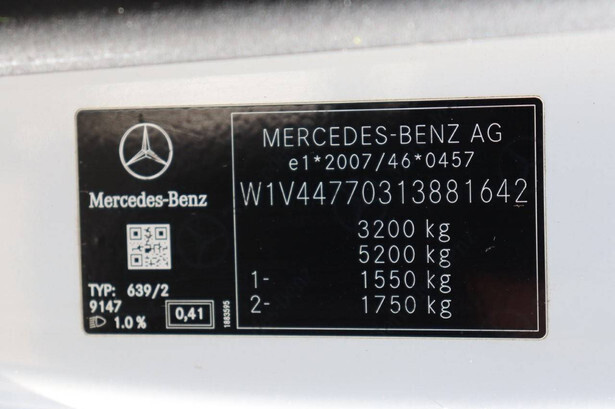 Mercedes-Benz
TYP: 639/2
9147
1.0 %
0,41
1883595
MERCEDES-BENZ AG
e1*2007/46*0457
W1V44770313881642
3200 kg
5200 kg
1- 1550 kg
2- 1750 kg